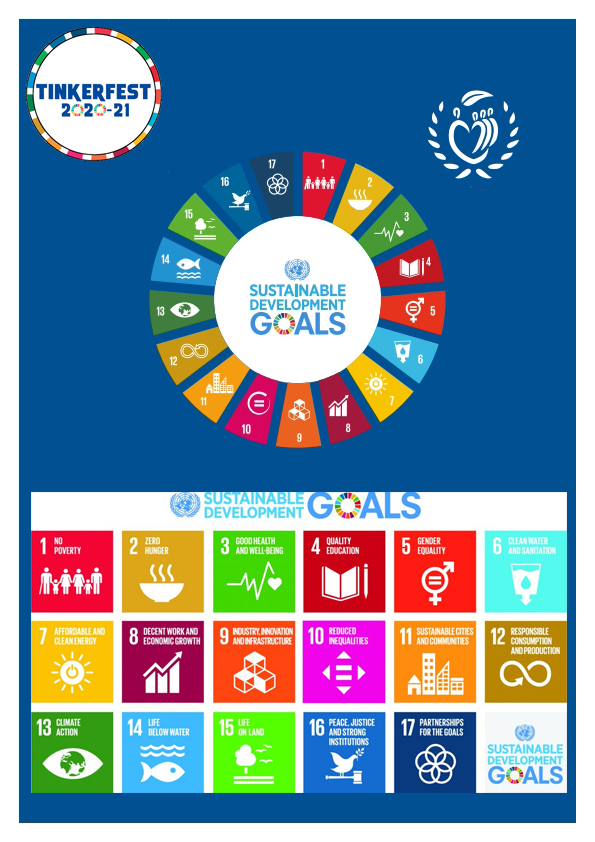 TINKERFEST
2020-21
1
2
3
4
5
6
7
8
9
10
11
12
13
14
15
16
17
SUSTAINABLE
DEVELOPMENT
GOALS
SUSTAINABLE
DEVELOPMENT
GOALS
1 NO
POVERTY
2 ZERO
HUNGER
3 GOOD HEALTH
AND WELL-BEING
4 QUALITY
EDUCATION
5 GENDER
EQUALITY
6 CLEAN WATER
AND SANITATION
7 AFFORDABLE AND
CLEAN ENERGY
8 DECENT WORK AND
ECONOMIC GROWTH
9 INDUSTRY, INNOVATION
AND INFRASTRUCTURE
10 REDUCED
INEQUALITIES
11 SUSTAINABLE CITIES
AND COMMUNITIES
12 RESPONSIBLE
CONSUMPTION
AND PRODUCTION
13 CLIMATE
ACTION
14 LIFE
BELOW WATER
15 LIFE
ON LAND
16 PEACE, JUSTICE
AND STRONG
INSTITUTIONS
17 PARTNERSHIPS
FOR THE GOALS
SUSTAINABLE
DEVELOPMENT
GOALS